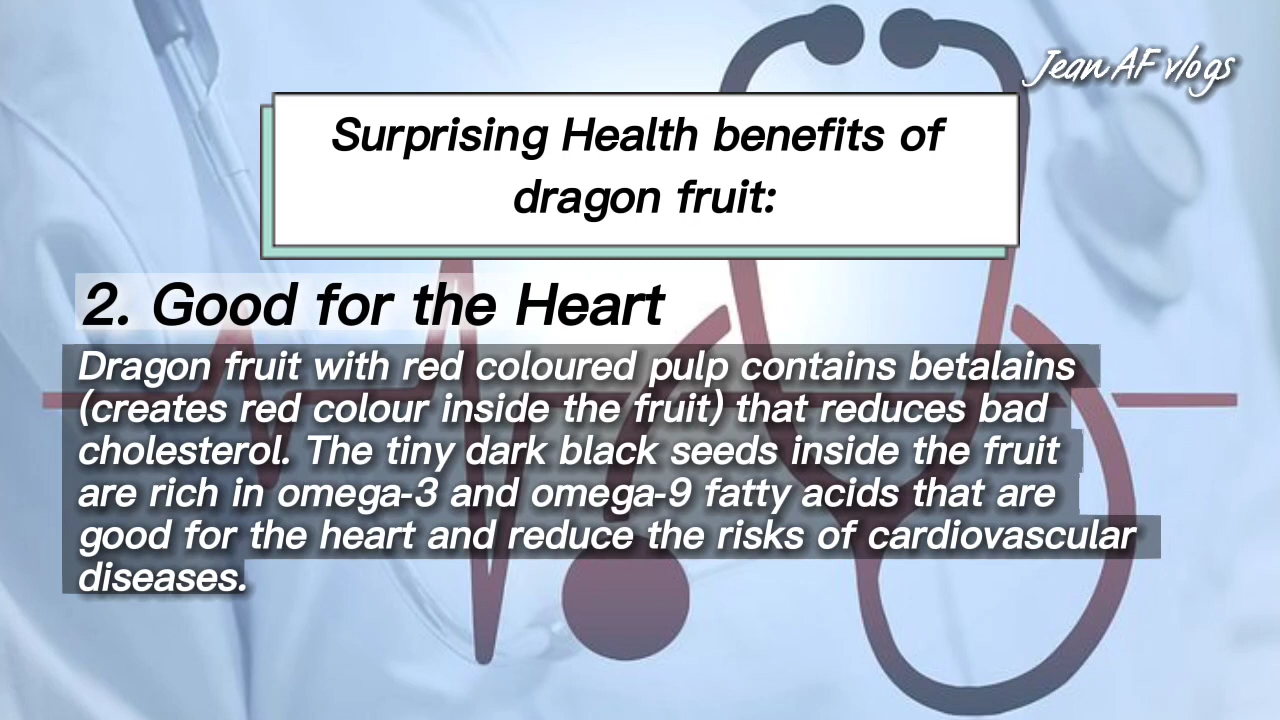 Jean AF vlogs
Surprising Health benefits of
dragon fruit:
2. Good for the Heart
Dragon fruit with red coloured pulp contains betalains
(creates red colour inside the fruit) that reduces bad
cholesterol. The tiny dark black seeds inside the fruit
are rich in omega-3 and omega-9 fatty acids that are
good for the heart and reduce the risks of cardiovascular
diseases.